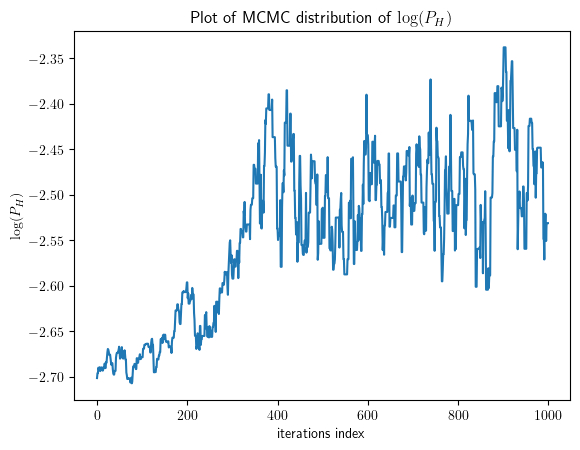 Plot of MCMC distribution of log(P_H)
log(P_H)
−2.35
−2.40
−2.45
−2.50
−2.55
−2.60
−2.65
−2.70
0 200 400 600 800 1000
iterations index